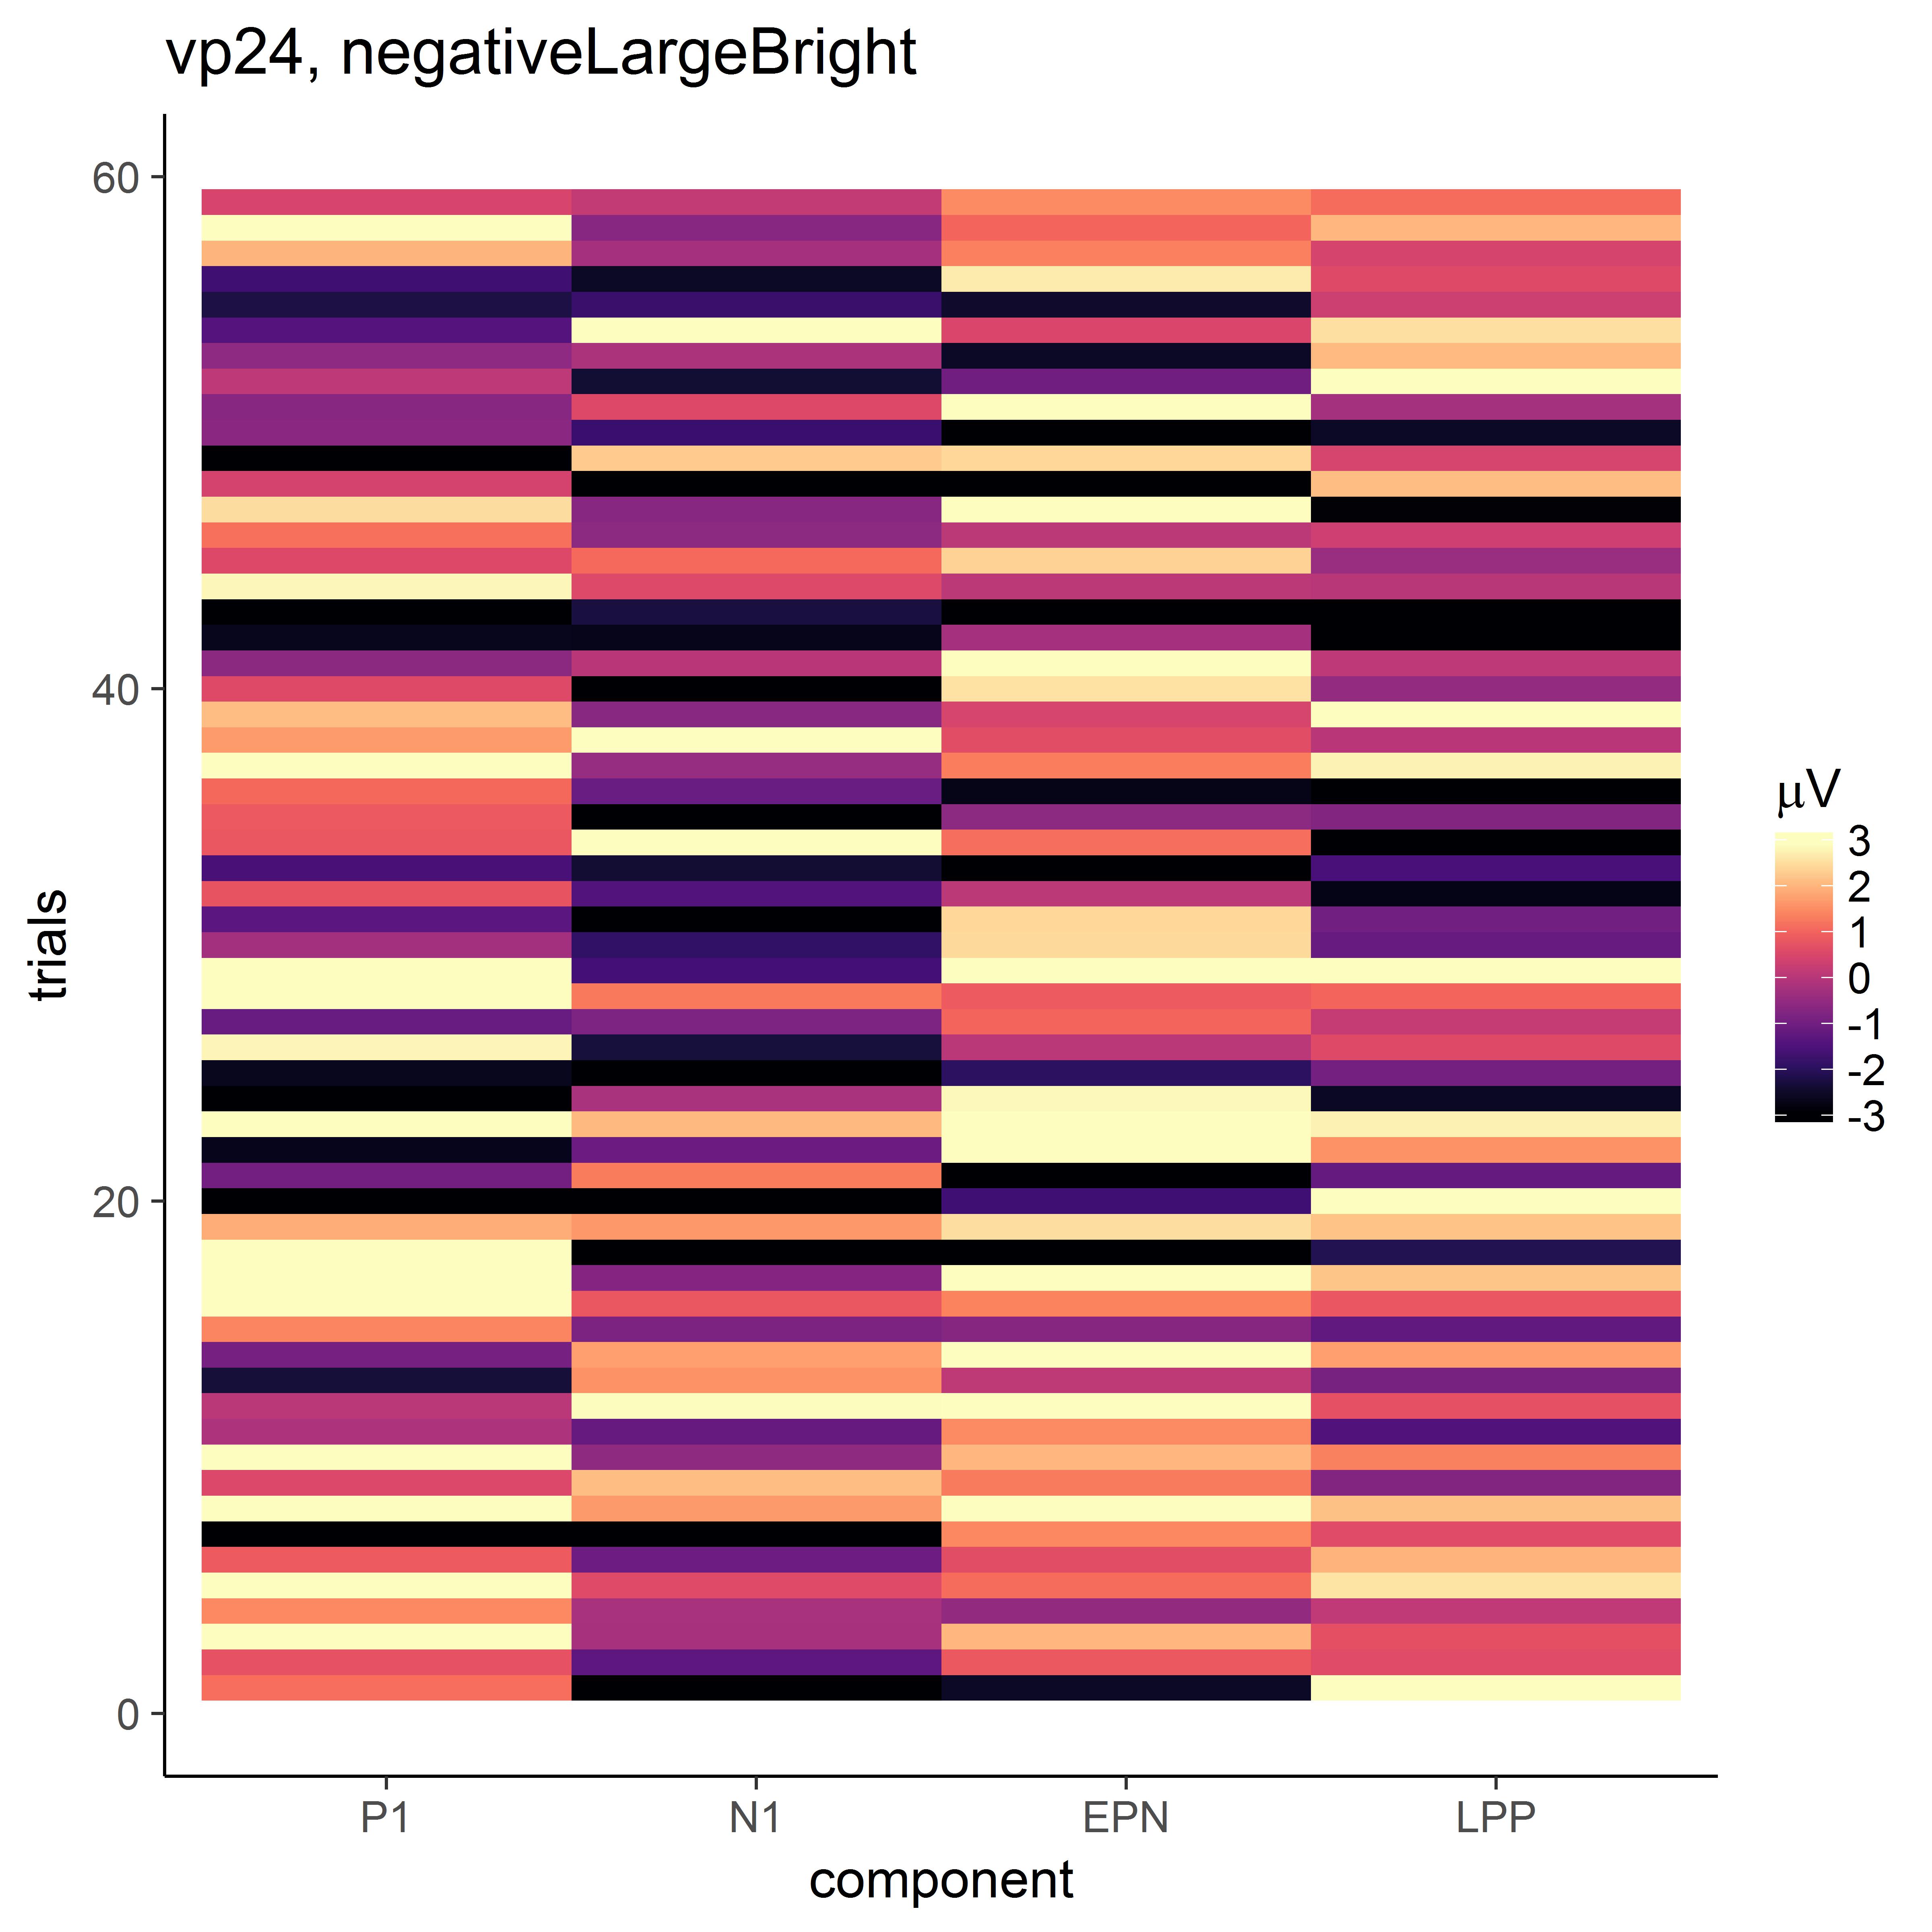 vp24, negativeLargeBright
60
40
20
0
trials
P1 N1 EPN LPP
component
μV
3
2
1
0
-1
-2
-3